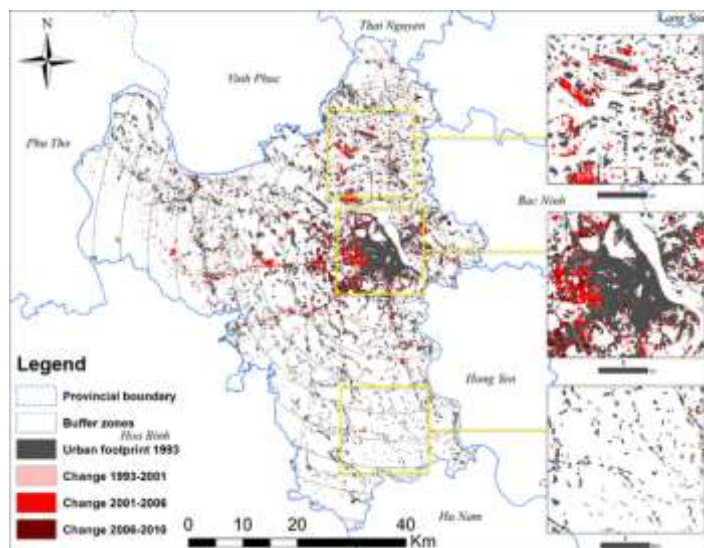 N
Thai Nguyen
Lang Son
Vinh Phuc
Phu Tho
Bac Ninh
Hung Yen
Legend
Provincial boundary
Buffer zones
Hoa Binh
Urban footprint 1993
Change 1993-2001
Change 2001-2006
Change 2006-2010
Ha Nam
0 10 20 40
Km